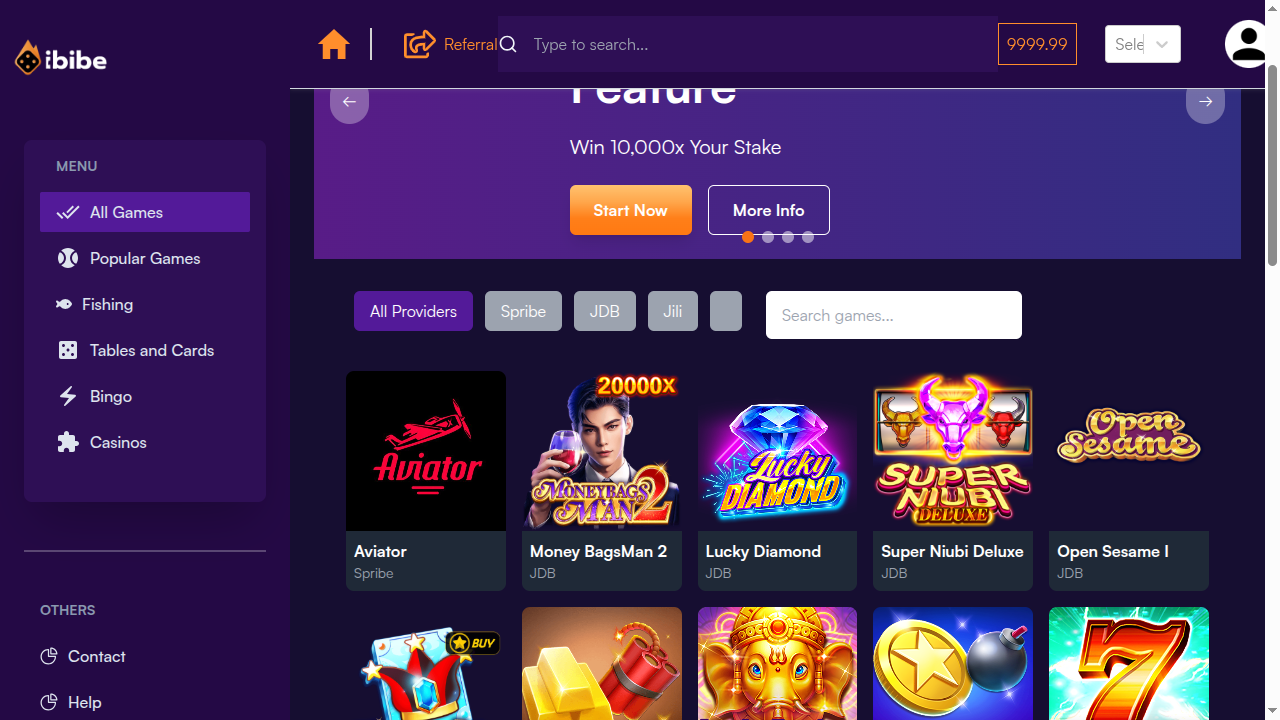 ibibe
Referral
Type to search...
9999.99
Sele
MENU
All Games
Popular Games
Fishing
Tables and Cards
Bingo
Casinos
OTHERS
Contact
Help
Feature
Win 10,000x Your Stake
Start Now
More Info
All Providers
Spribe
JDB
Jili
Search games...
Aviator
20000X
MONEYBAGS
MAN 2
Lucky
DIAMOND
SUPER
NIUBI
DELUXE
Open
Sesame
Aviator
Spribe
Money BagsMan 2
JDB
Lucky Diamond
JDB
Super Niubi Deluxe
JDB
Open Sesame I
JDB
BUY
7